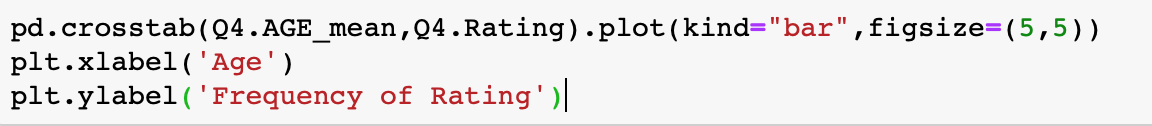 pd.crosstab(Q4.AGE_mean,Q4.Rating).plot(kind="bar",figsize=(5,5))
plt.xlabel('Age')
plt.ylabel('Frequency of Rating')